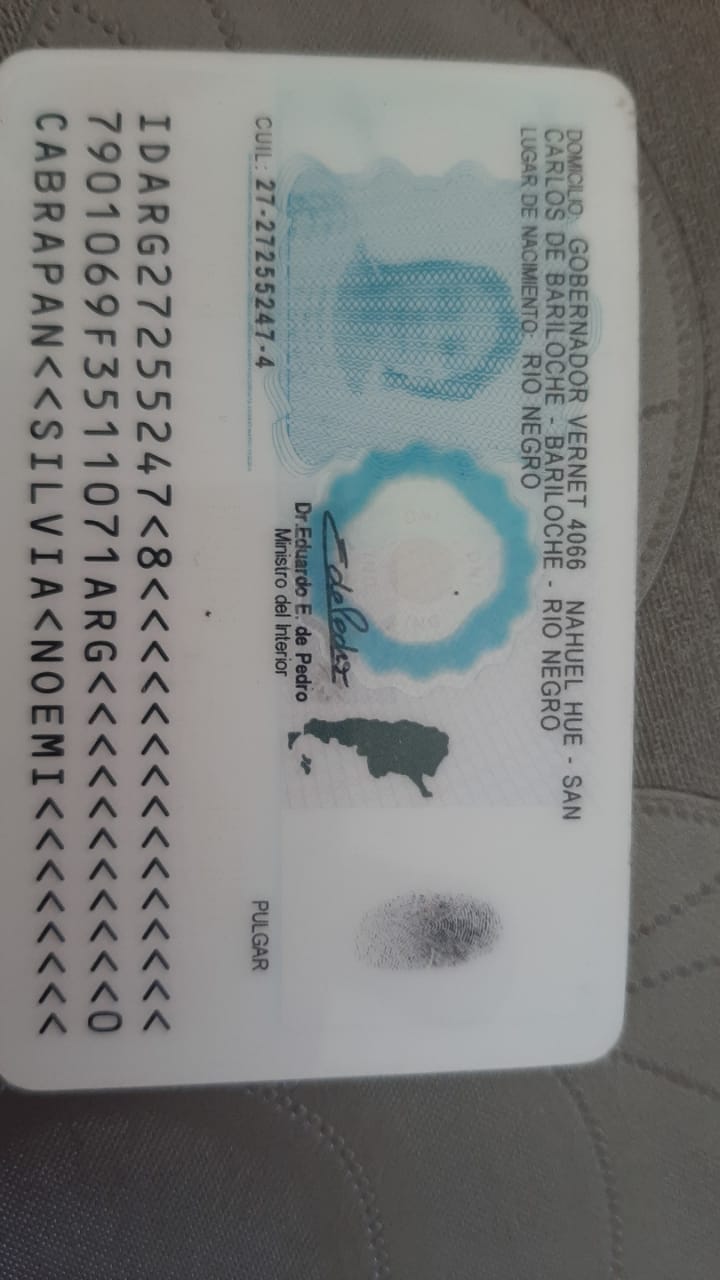 DOMICILIO: GOBERNADOR VERNET 4066 NAHUEL HUE - SAN
CARLOS DE BARILOCHE - BARILOCHE - RIO NEGRO
LUGAR DE NACIMIENTO: RIO NEGRO
Dr. Eduardo E. de Pedro
Ministro del Interior
CUIL: 27-27255247-4
PULGAR
IDARG27255247<8<<<<<<<<<<<<<<<
7901069F3511071ARG<<<<<<<<<<<0
CABRAPAN<<SILVIA<NOEMI<<<<<<<<